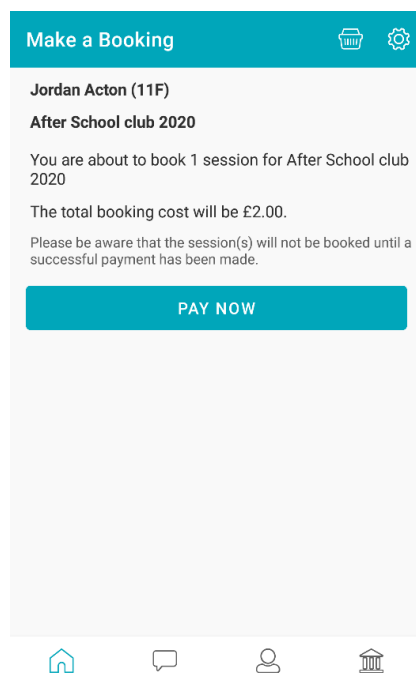 Make a Booking
Jordan Acton (11F)
After School club 2020
You are about to book 1 session for After School club
2020
The total booking cost will be £2.00.
Please be aware that the session(s) will not be booked until a
successful payment has been made.
PAY NOW